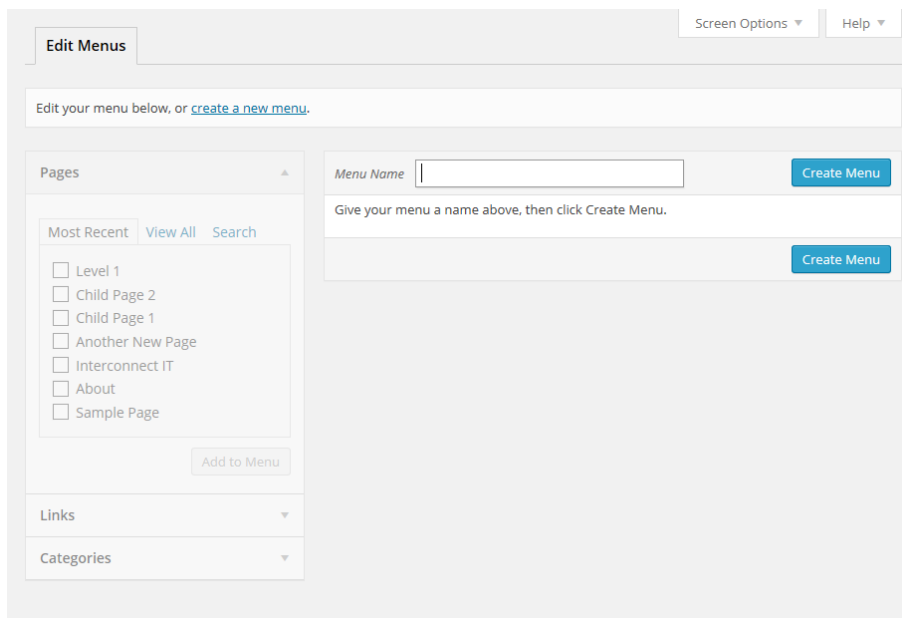 Screen Options
Help
Edit Menus
Edit your menu below, or create a new menu.
Pages
Most Recent View All Search
Level 1
Child Page 2
Child Page 1
Another New Page
Interconnect IT
About
Sample Page
Add to Menu
Links
Categories
Menu Name
Create Menu
Give your menu a name above, then click Create Menu.
Create Menu